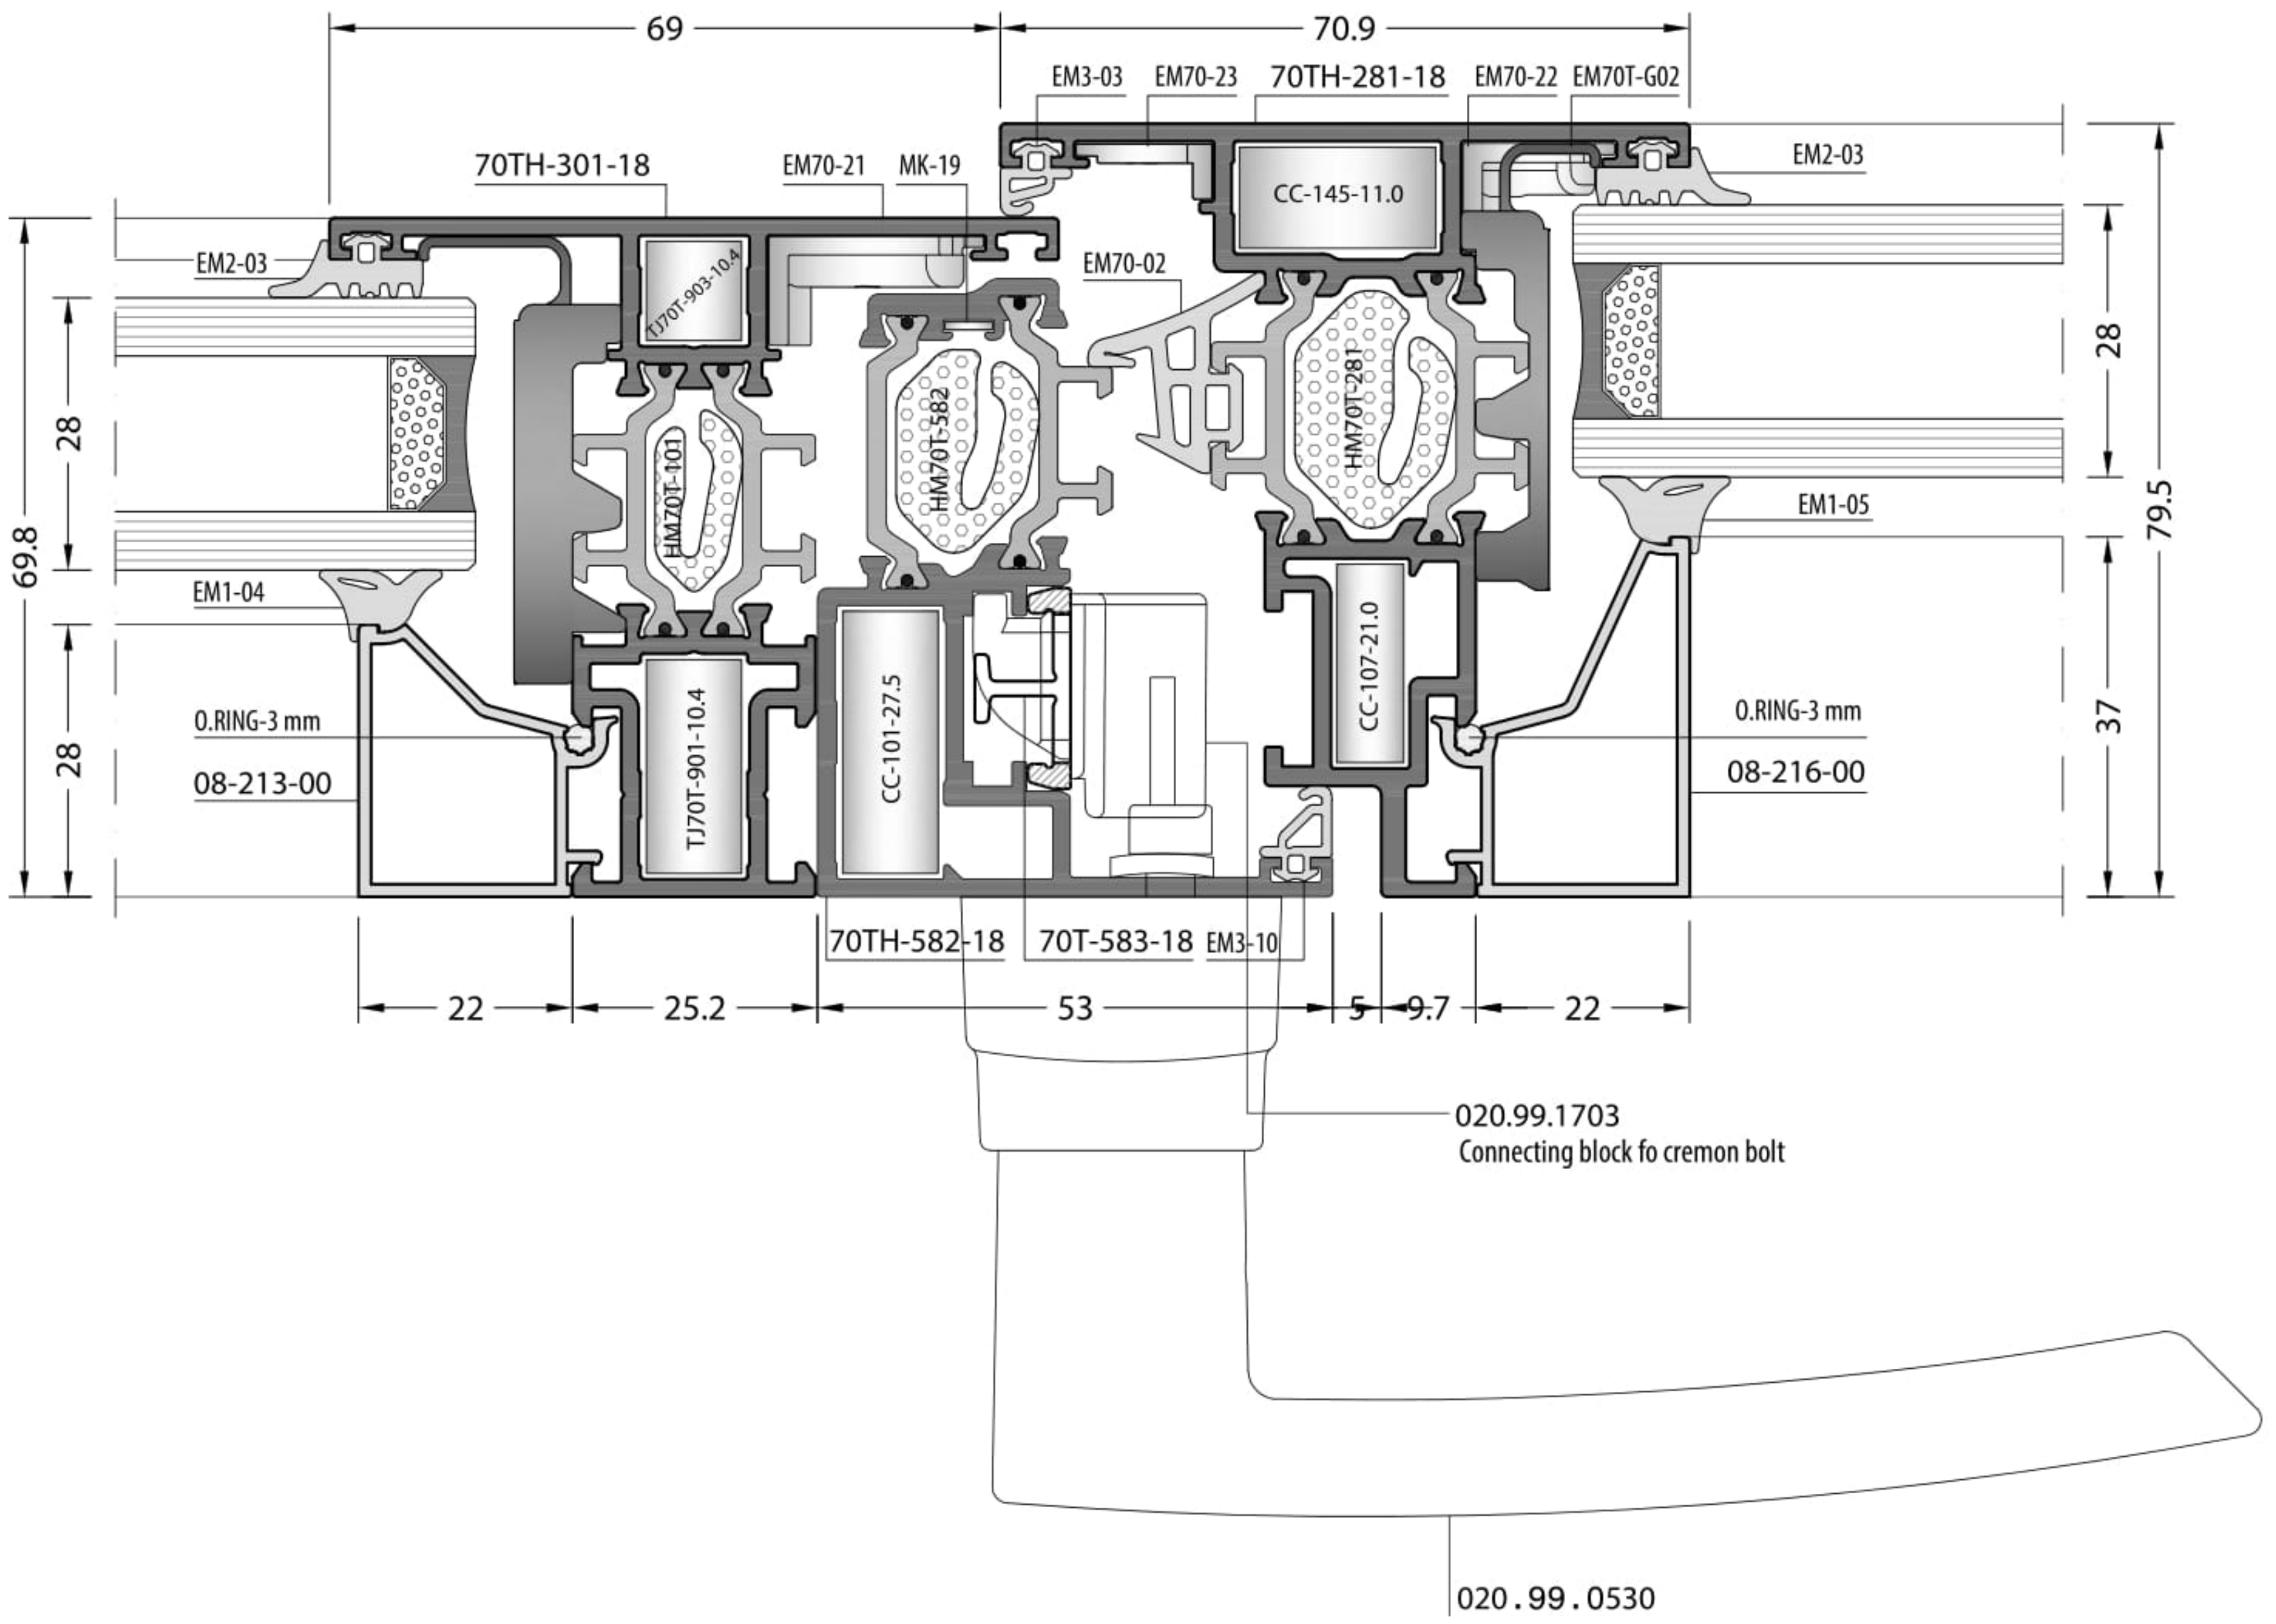 69
70.9
EM3-03
EM70-23
70TH-281-18
EM70-22
EM70T-G02
70TH-301-18
EM70-21
MK-19
EM2-03
CC-145-11.0
EM2-03
EM70-02
TJ70T-903-10.4
28
28
HM70T-101
HM70T-582
HM70T-281
69.8
79.5
EM1-05
EM1-04
CC-107-21.0
O.RING-3 mm
O.RING-3 mm
28
37
08-213-00
08-216-00
TJ70T-901-10.4
CC-101-27.5
70TH-582-18
70T-583-18
EM3-10
22
25.2
53
5
9.7
22
020.99.1703
Connecting block fo cremon bolt
020.99.0530